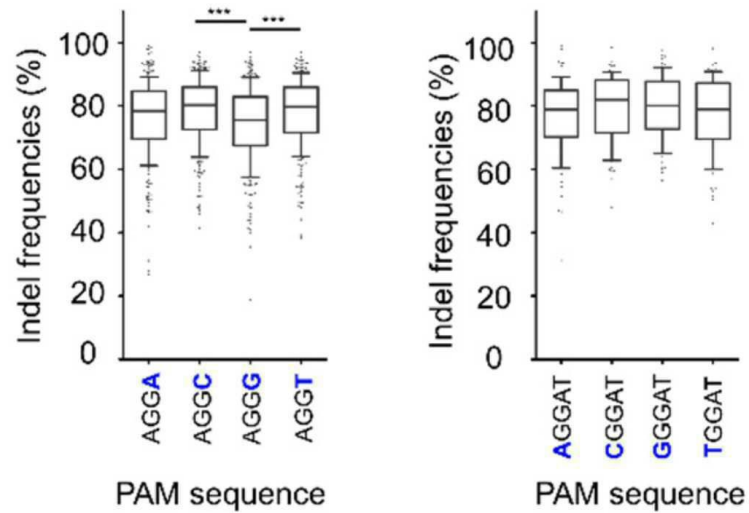 *** ***
Indel frequencies (%)
100
80
60
40
20
0
AGGA
AGGC
AGGG
AGGT
PAM sequence
Indel frequencies (%)
100
80
60
40
20
0
AGGAT
CGGAT
GGGAT
TGGAT
PAM sequence